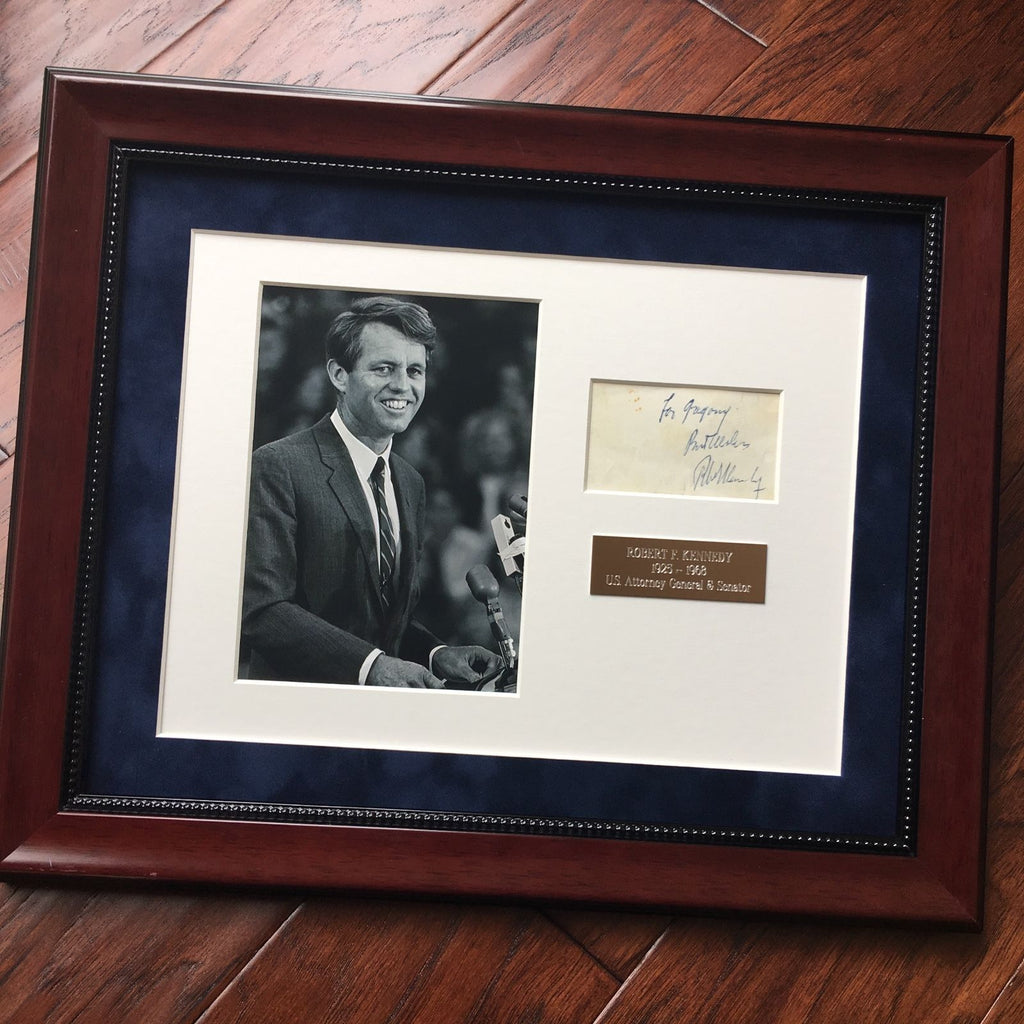 For Gregory
Best Wishes
Robert Kennedy
ROBERT F. KENNEDY
1925 - 1968
U.S. Attorney General & Senator